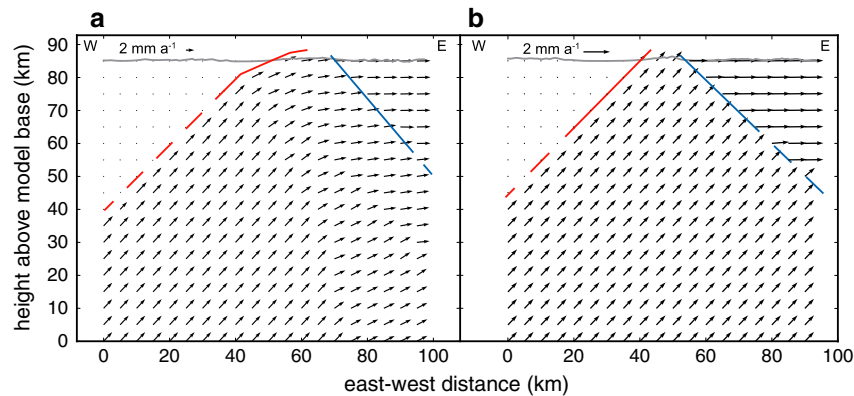 a
b
W
2 mm a⁻¹
E
W
2 mm a⁻¹
E
height above model base (km)
90
80
70
60
50
40
30
20
10
0
0 20 40 60 80 100
0 20 40 60 80 100
east-west distance (km)